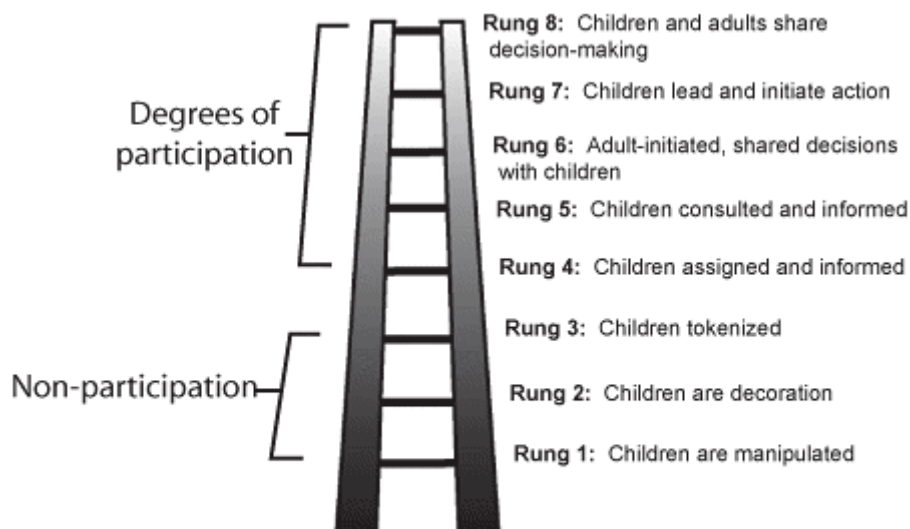 Rung 8: Children and adults share
decision-making
Rung 7: Children lead and initiate action
Degrees of
participation
Rung 6: Adult-initiated, shared decisions
with children
Rung 5: Children consulted and informed
Rung 4: Children assigned and informed
Rung 3: Children tokenized
Non-participation
Rung 2: Children are decoration
Rung 1: Children are manipulated